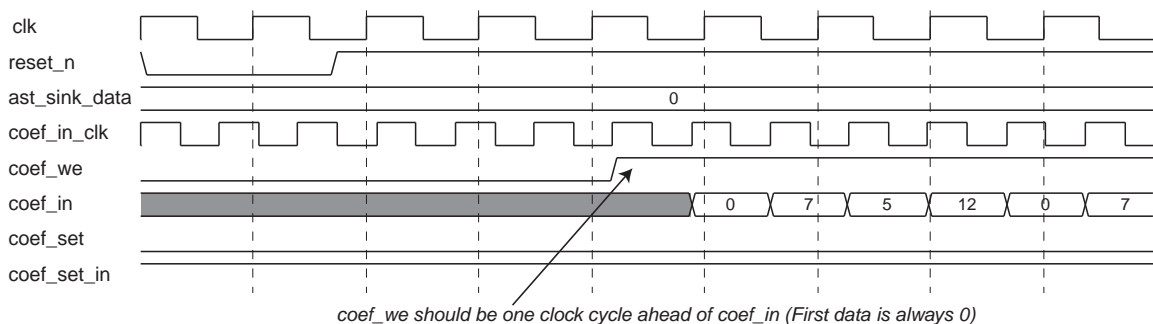 clk
reset_n
ast_sink_data
0
coef_in_clk
coef_we
coef_in
0 7 5 12 0 7
coef_set
coef_set_in
coef_we should be one clock cycle ahead of coef_in (First data is always 0)